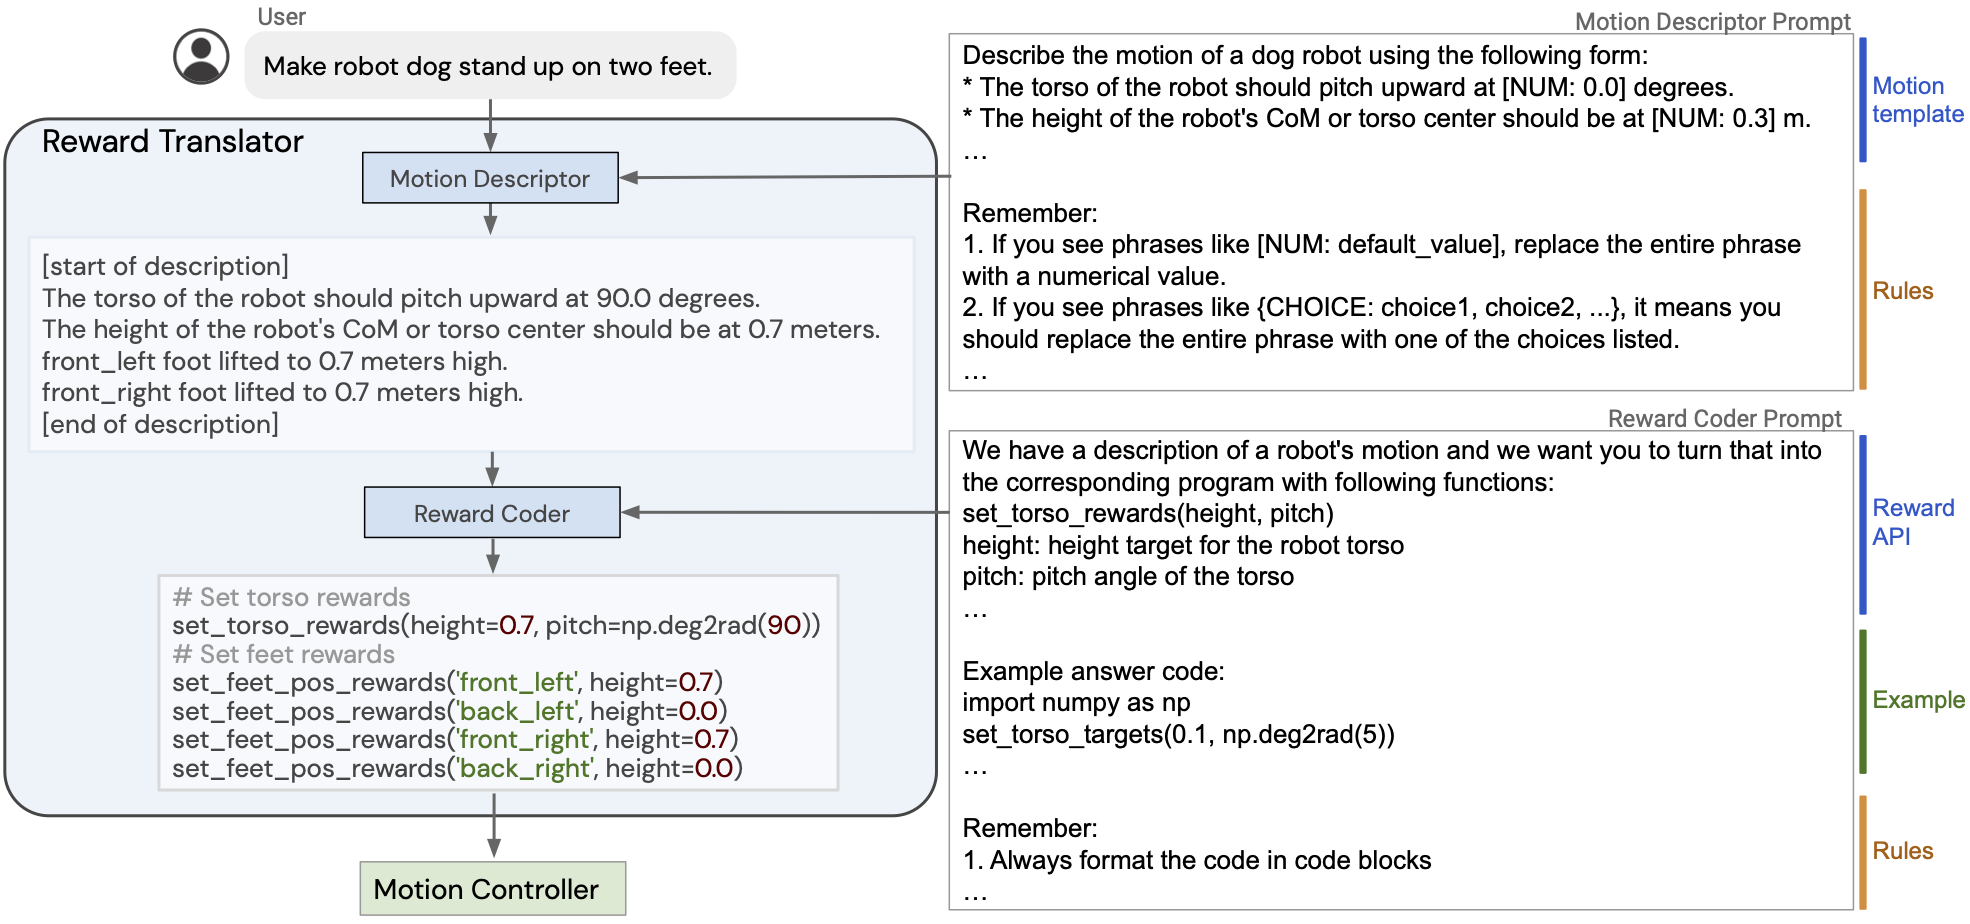 User
Make robot dog stand up on two feet.
Reward Translator
Motion Descriptor
[start of description]
The torso of the robot should pitch upward at 90.0 degrees.
The height of the robot's CoM or torso center should be at 0.7 meters.
front_left foot lifted to 0.7 meters high.
front_right foot lifted to 0.7 meters high.
[end of description]
Reward Coder
# Set torso rewards
set_torso_rewards(height=0.7, pitch=np.deg2rad(90))
# Set feet rewards
set_feet_pos_rewards('front_left', height=0.7)
set_feet_pos_rewards('back_left', height=0.0)
set_feet_pos_rewards('front_right', height=0.7)
set_feet_pos_rewards('back_right', height=0.0)
Motion Controller
Motion Descriptor Prompt
Describe the motion of a dog robot using the following form:
* The torso of the robot should pitch upward at [NUM: 0.0] degrees.
* The height of the robot's CoM or torso center should be at [NUM: 0.3] m.
...
Remember:
1. If you see phrases like [NUM: default_value], replace the entire phrase
with a numerical value.
2. If you see phrases like {CHOICE: choice1, choice2, ...}, it means you
should replace the entire phrase with one of the choices listed.
...
Motion
template
Rules
Reward Coder Prompt
We have a description of a robot's motion and we want you to turn that into
the corresponding program with following functions:
set_torso_rewards(height, pitch)
height: height target for the robot torso
pitch: pitch angle of the torso
...
Example answer code:
import numpy as np
set_torso_targets(0.1, np.deg2rad(5))
...
Remember:
1. Always format the code in code blocks
...
Reward
API
Example
Rules